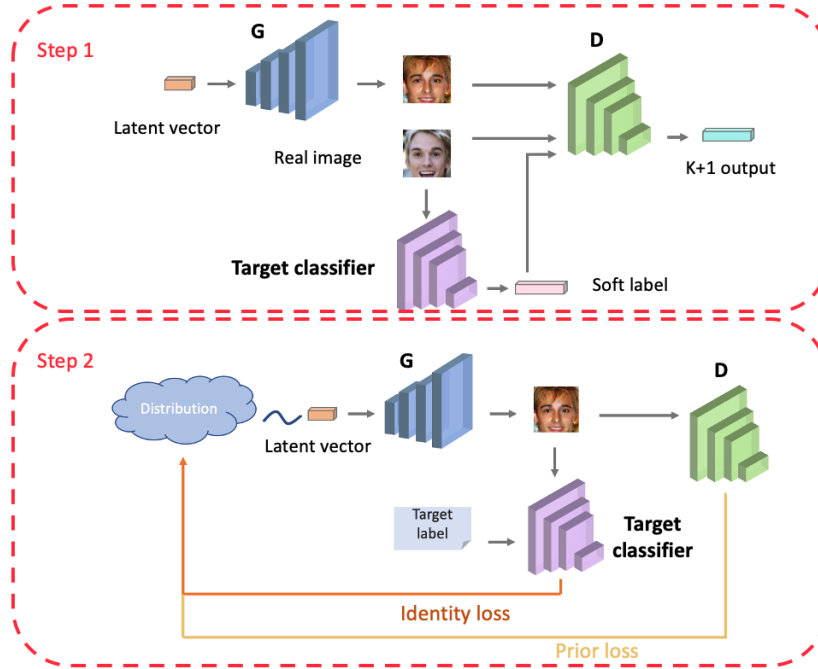 Step 1
G
D
Latent vector
Real image
K+1 output
Target classifier
Soft label
Step 2
G
D
Distribution
Latent vector
Target
label
Target
classifier
Identity loss
Prior loss